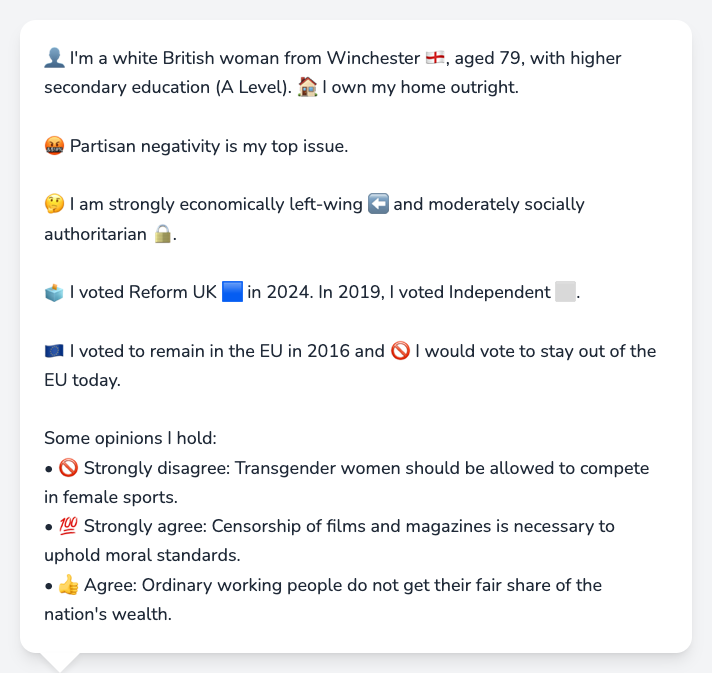 👤 I'm a white British woman from Winchester 🏴󠁧󠁢󠁥󠁮󠁧󠁿, aged 79, with higher
secondary education (A Level). 🏠 I own my home outright.
🤬 Partisan negativity is my top issue.
🤔 I am strongly economically left-wing ⬅️ and moderately socially
authoritarian 🔒.
🗳️ I voted Reform UK 🟦 in 2024. In 2019, I voted Independent ⬜.
🇪🇺 I voted to remain in the EU in 2016 and 🚫 I would vote to stay out of the
EU today.
Some opinions I hold:
• 🚫 Strongly disagree: Transgender women should be allowed to compete
in female sports.
• 💯 Strongly agree: Censorship of films and magazines is necessary to
uphold moral standards.
• 👍 Agree: Ordinary working people do not get their fair share of the
nation's wealth.